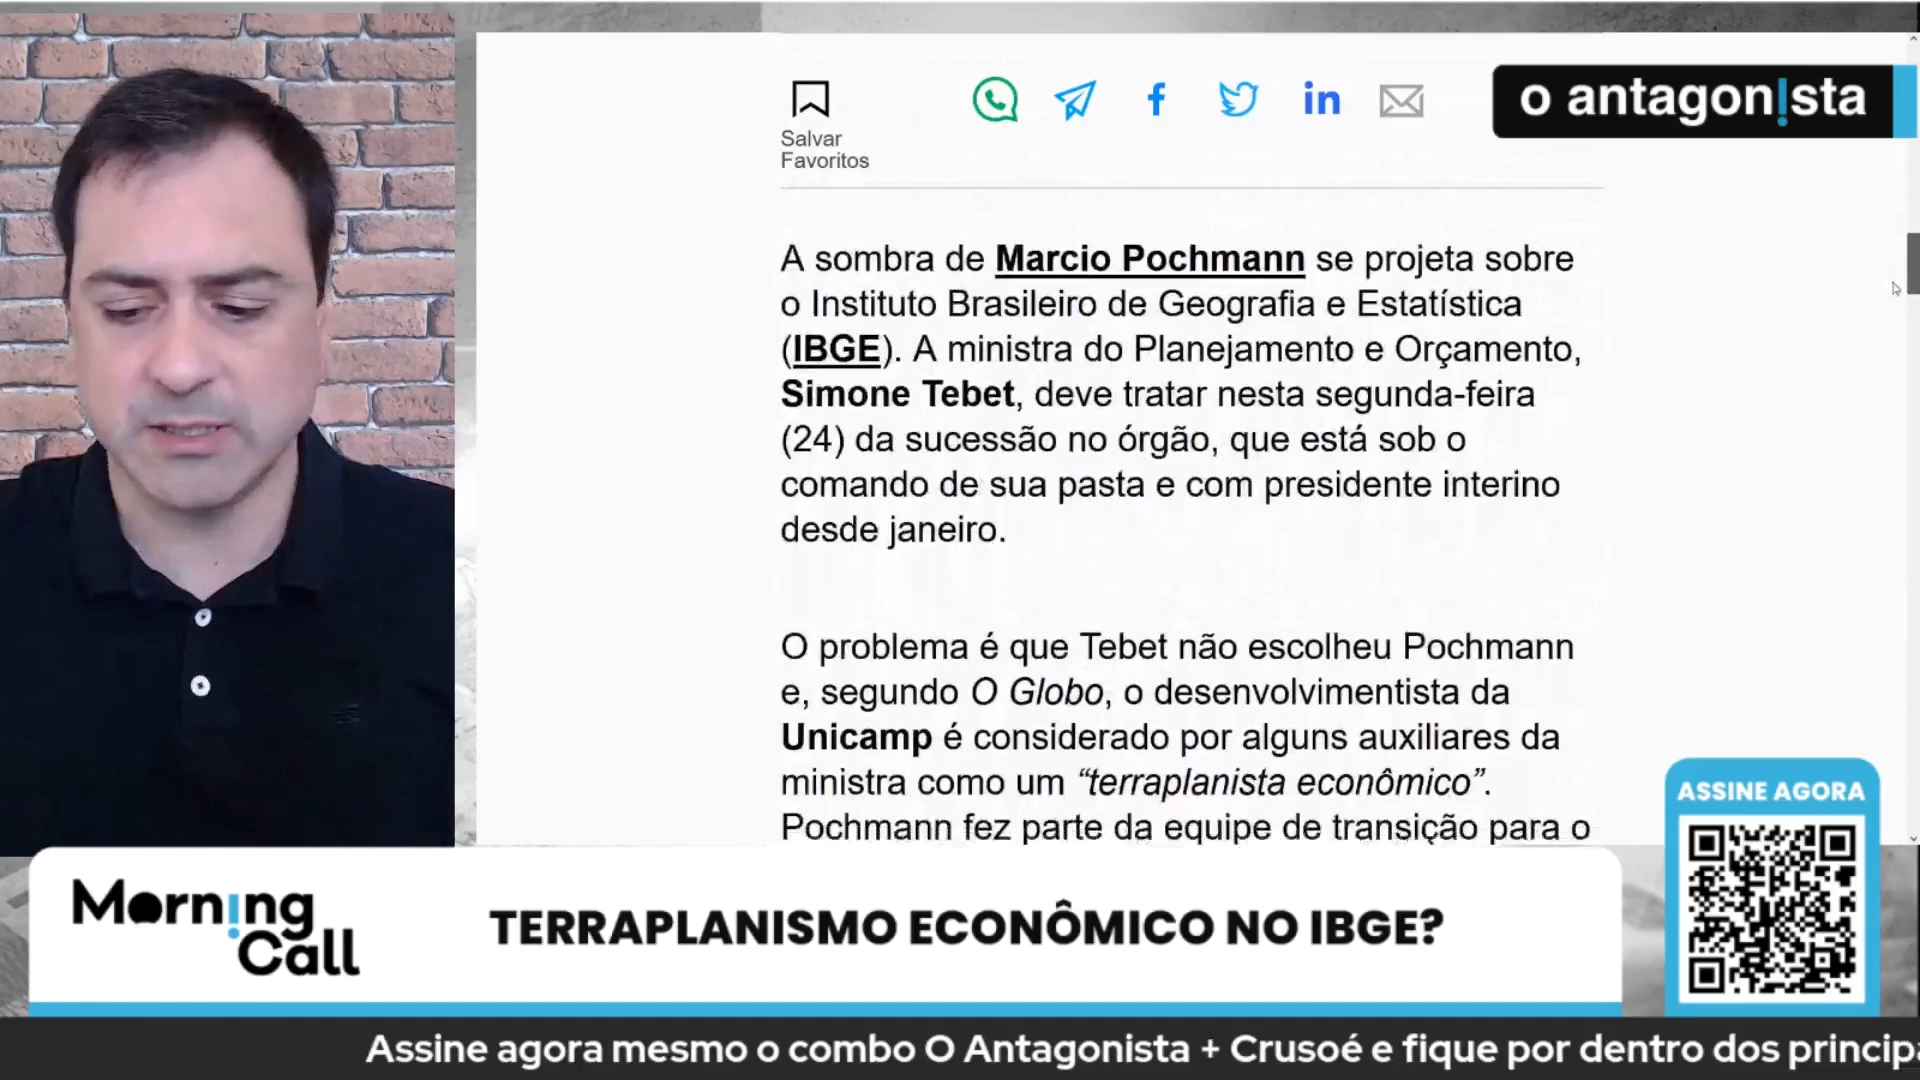 Salvar
Favoritos
o antagon!sta
A sombra de Marcio Pochmann se projeta sobre
o Instituto Brasileiro de Geografia e Estatística
(IBGE). A ministra do Planejamento e Orçamento,
Simone Tebet, deve tratar nesta segunda-feira
(24) da sucessão no órgão, que está sob o
comando de sua pasta e com presidente interino
desde janeiro.
O problema é que Tebet não escolheu Pochmann
e, segundo O Globo, o desenvolvimentista da
Unicamp é considerado por alguns auxiliares da
ministra como um “terraplanista econômico”.
Pochmann fez parte da equipe de transição para o
ASSINE AGORA
Morning
Call
TERRAPLANISMO ECONÔMICO NO IBGE?
Assine agora mesmo o combo O Antagonista + Crusoé e fique por dentro dos princip